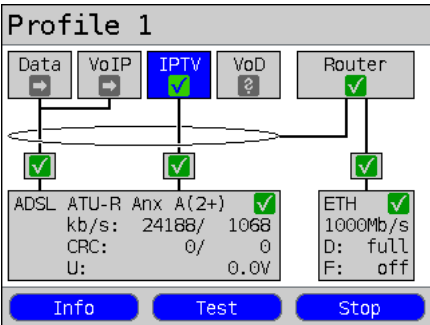 Profile 1
Data VoIP IPTV VoD Router
?
ADSL ATU-R Anx A(2+) ETH
kb/s: 24188/ 1068 1000Mb/s
CRC: 0/ 0 D: full
U: 0.0V F: off
Info Test Stop